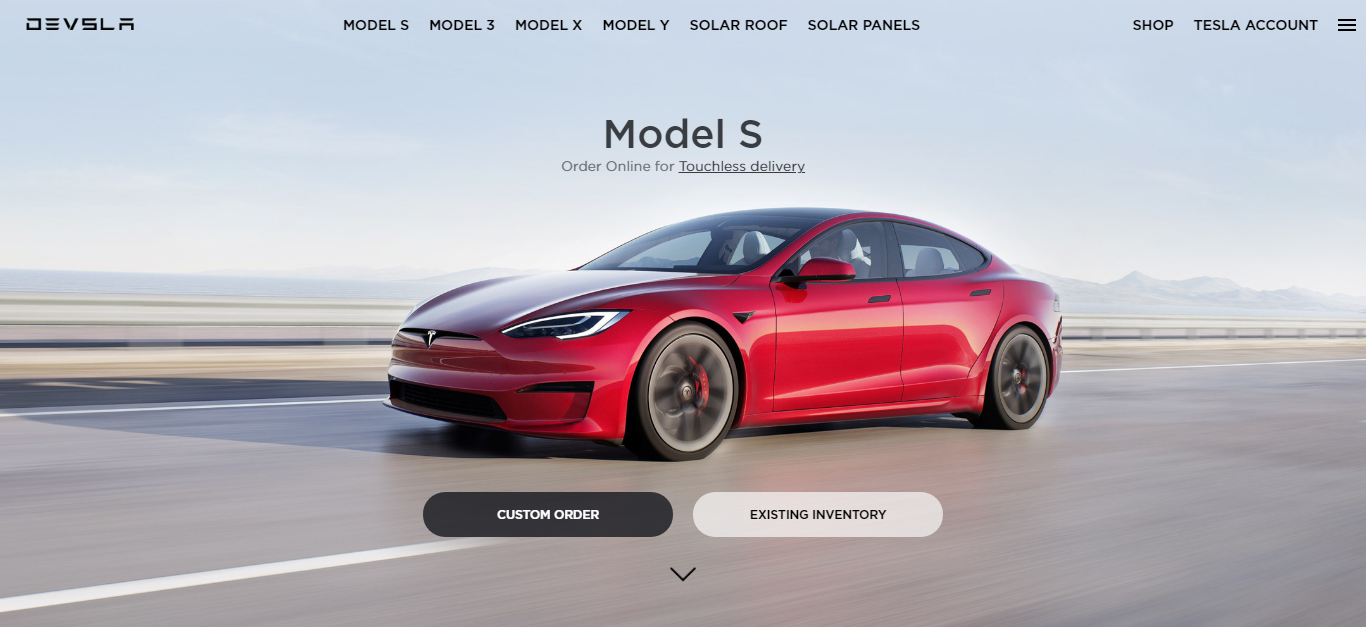 DEVSLA
MODEL S MODEL 3 MODEL X MODEL Y SOLAR ROOF SOLAR PANELS
SHOP TESLA ACCOUNT
Model S
Order Online for Touchless delivery
CUSTOM ORDER
EXISTING INVENTORY